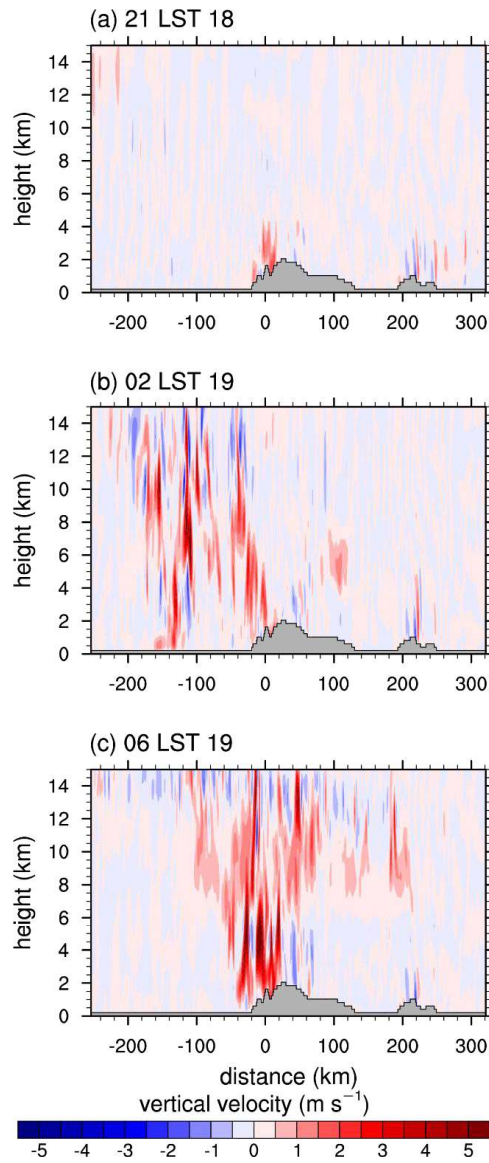 (a) 21 LST 18
14
12
10
8
6
4
2
0
height (km)
-200 -100 0 100 200 300
(b) 02 LST 19
14
12
10
8
6
4
2
0
height (km)
-200 -100 0 100 200 300
(c) 06 LST 19
14
12
10
8
6
4
2
0
height (km)
-200 -100 0 100 200 300
distance (km)
vertical velocity (m s⁻¹)
-5 -4 -3 -2 -1 0 1 2 3 4 5